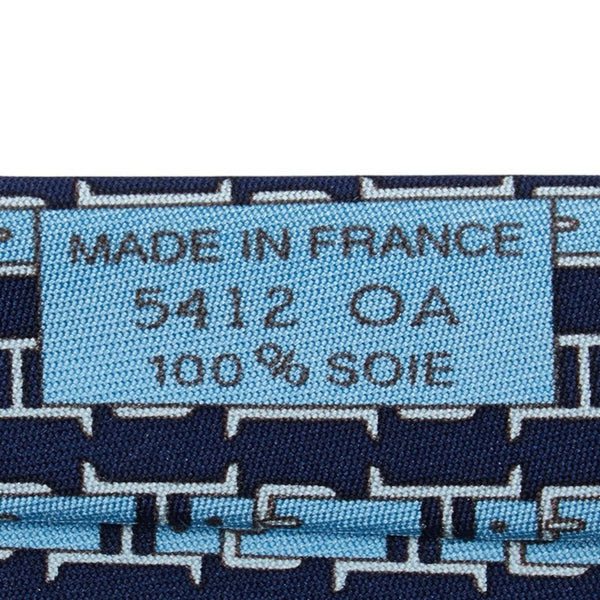 MADE IN FRANCE
5412 OA
100% SOIE